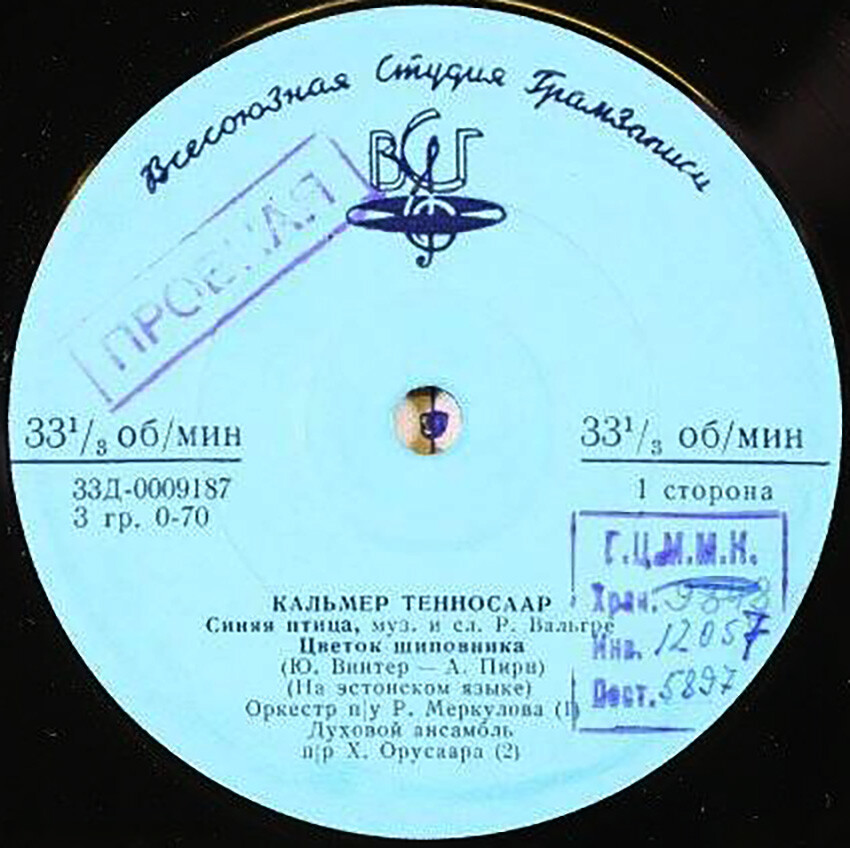 Всесоюзная Студия Грамзаписи
ВСГ
ПРОБНАЯ
33¹/₃ об/мин
33¹/₃ об/мин
33Д-0009187
3 гр. 0-70
1 сторона
Г.Ц.М.М.К.
Хран.
Инв. 12057
Пост. 5897
КАЛЬМЕР ТЕННОСААР
Синяя птица, муз. и сл. Р. Вальгре
Цветок шиповника
(Ю. Винтер — А. Пирн)
(На эстонском языке)
Оркестр п/у Р. Меркулова (1)
Духовой ансамбль
п/р Х. Орусаара (2)